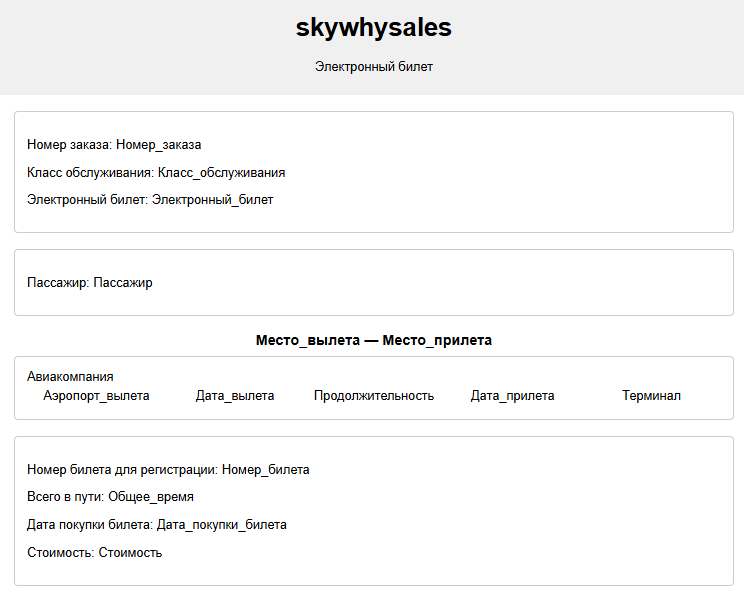 skywhysales
Электронный билет
Номер заказа: Номер_заказа
Класс обслуживания: Класс_обслуживания
Электронный билет: Электронный_билет
Пассажир: Пассажир
Место_вылета — Место_прилета
Авиакомпания
Аэропорт_вылета Дата_вылета Продолжительность Дата_прилета Терминал
Номер билета для регистрации: Номер_билета
Всего в пути: Общее_время
Дата покупки билета: Дата_покупки_билета
Стоимость: Стоимость